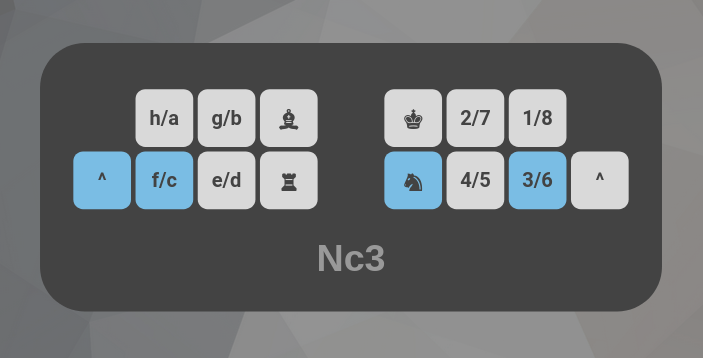 h/a g/b ♝ ♚ 2/7 1/8
^ f/c e/d ♜ ♞ 4/5 3/6 ^
Nc3